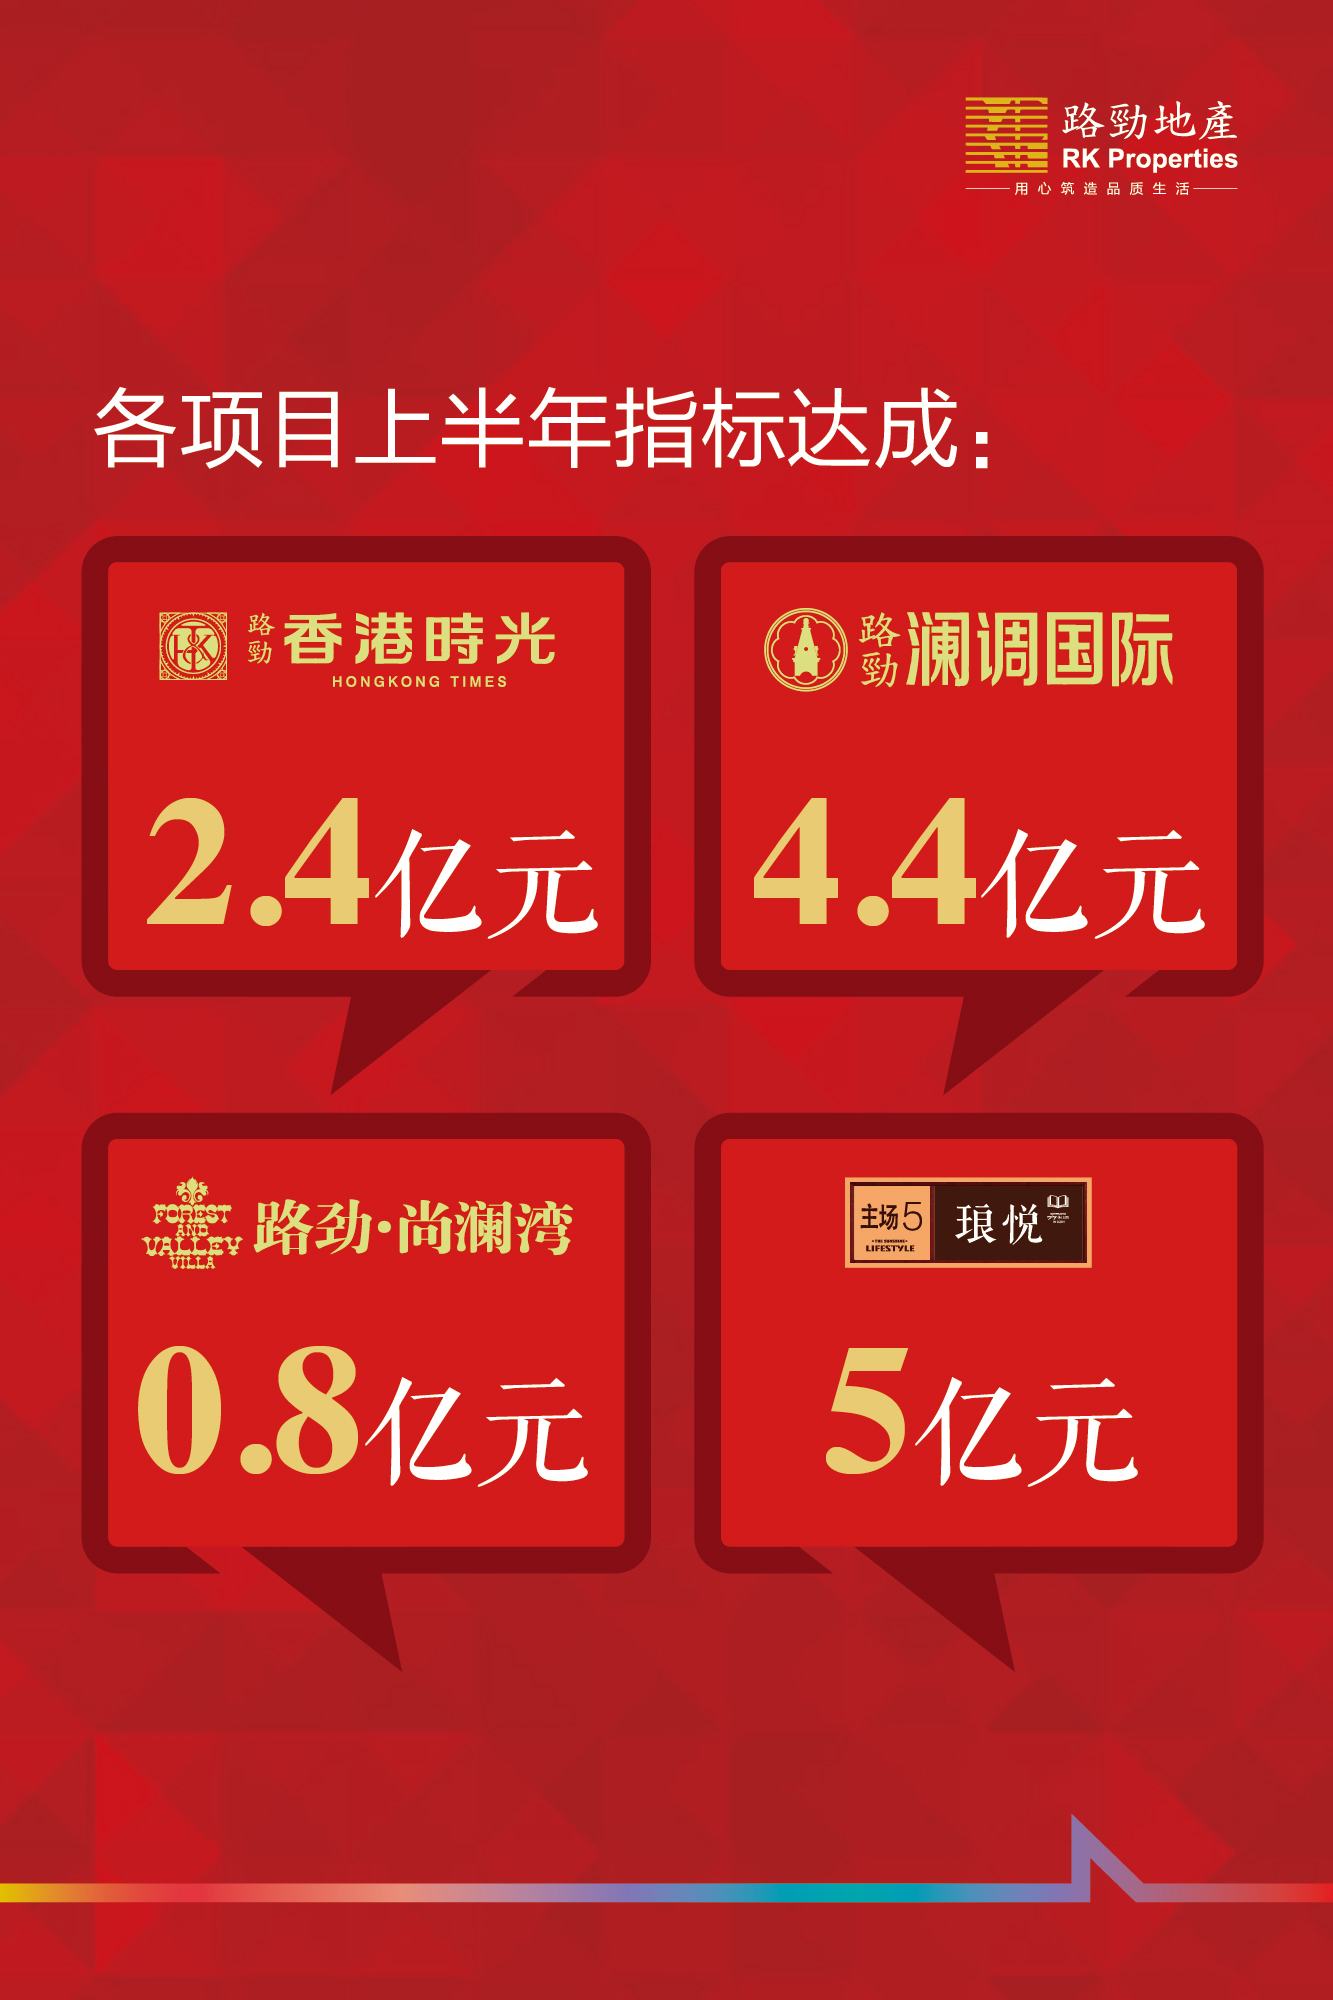 路勁地產
RK Properties
用心筑造品质生活
各项目上半年指标达成：
路勁 香港時光
HONGKONG TIMES
2.4亿元
路勁 澜调国际
4.4亿元
FOREST
AND
VALLEY
VILLA
路劲·尚澜湾
0.8亿元
主场5
THE SUNSHINE
LIFESTYLE
琅悦
5亿元